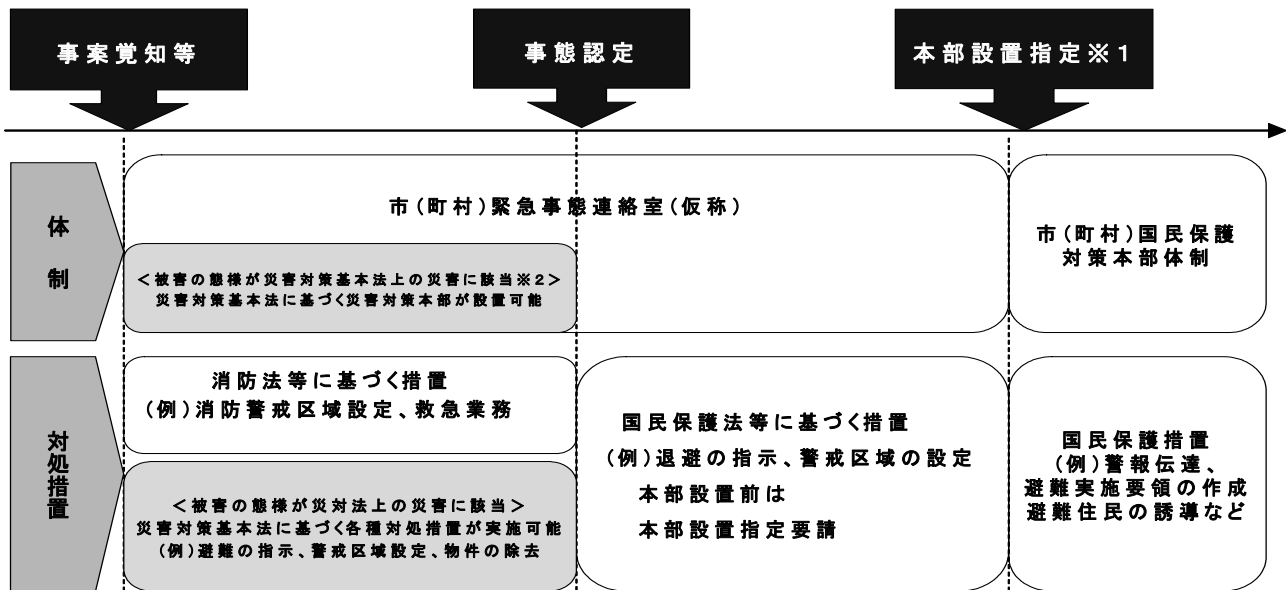 事案覚知等
事態認定
本部設置指定※1
体制
市(町村)緊急事態連絡室(仮称)
<被害の態様が災害対策基本法上の災害に該当※2>
災害対策基本法に基づく災害対策本部が設置可能
市(町村)国民保護
対策本部体制
対処措置
消防法等に基づく措置
(例)消防警戒区域設定、救急業務
<被害の態様が災対法上の災害に該当>
災害対策基本法に基づく各種対処措置が実施可能
(例)避難の指示、警戒区域設定、物件の除去
国民保護法等に基づく措置
(例)退避の指示、警戒区域の設定
本部設置前は
本部設置指定要請
国民保護措置
(例)警報伝達、
避難実施要領の作成
避難住民の誘導など